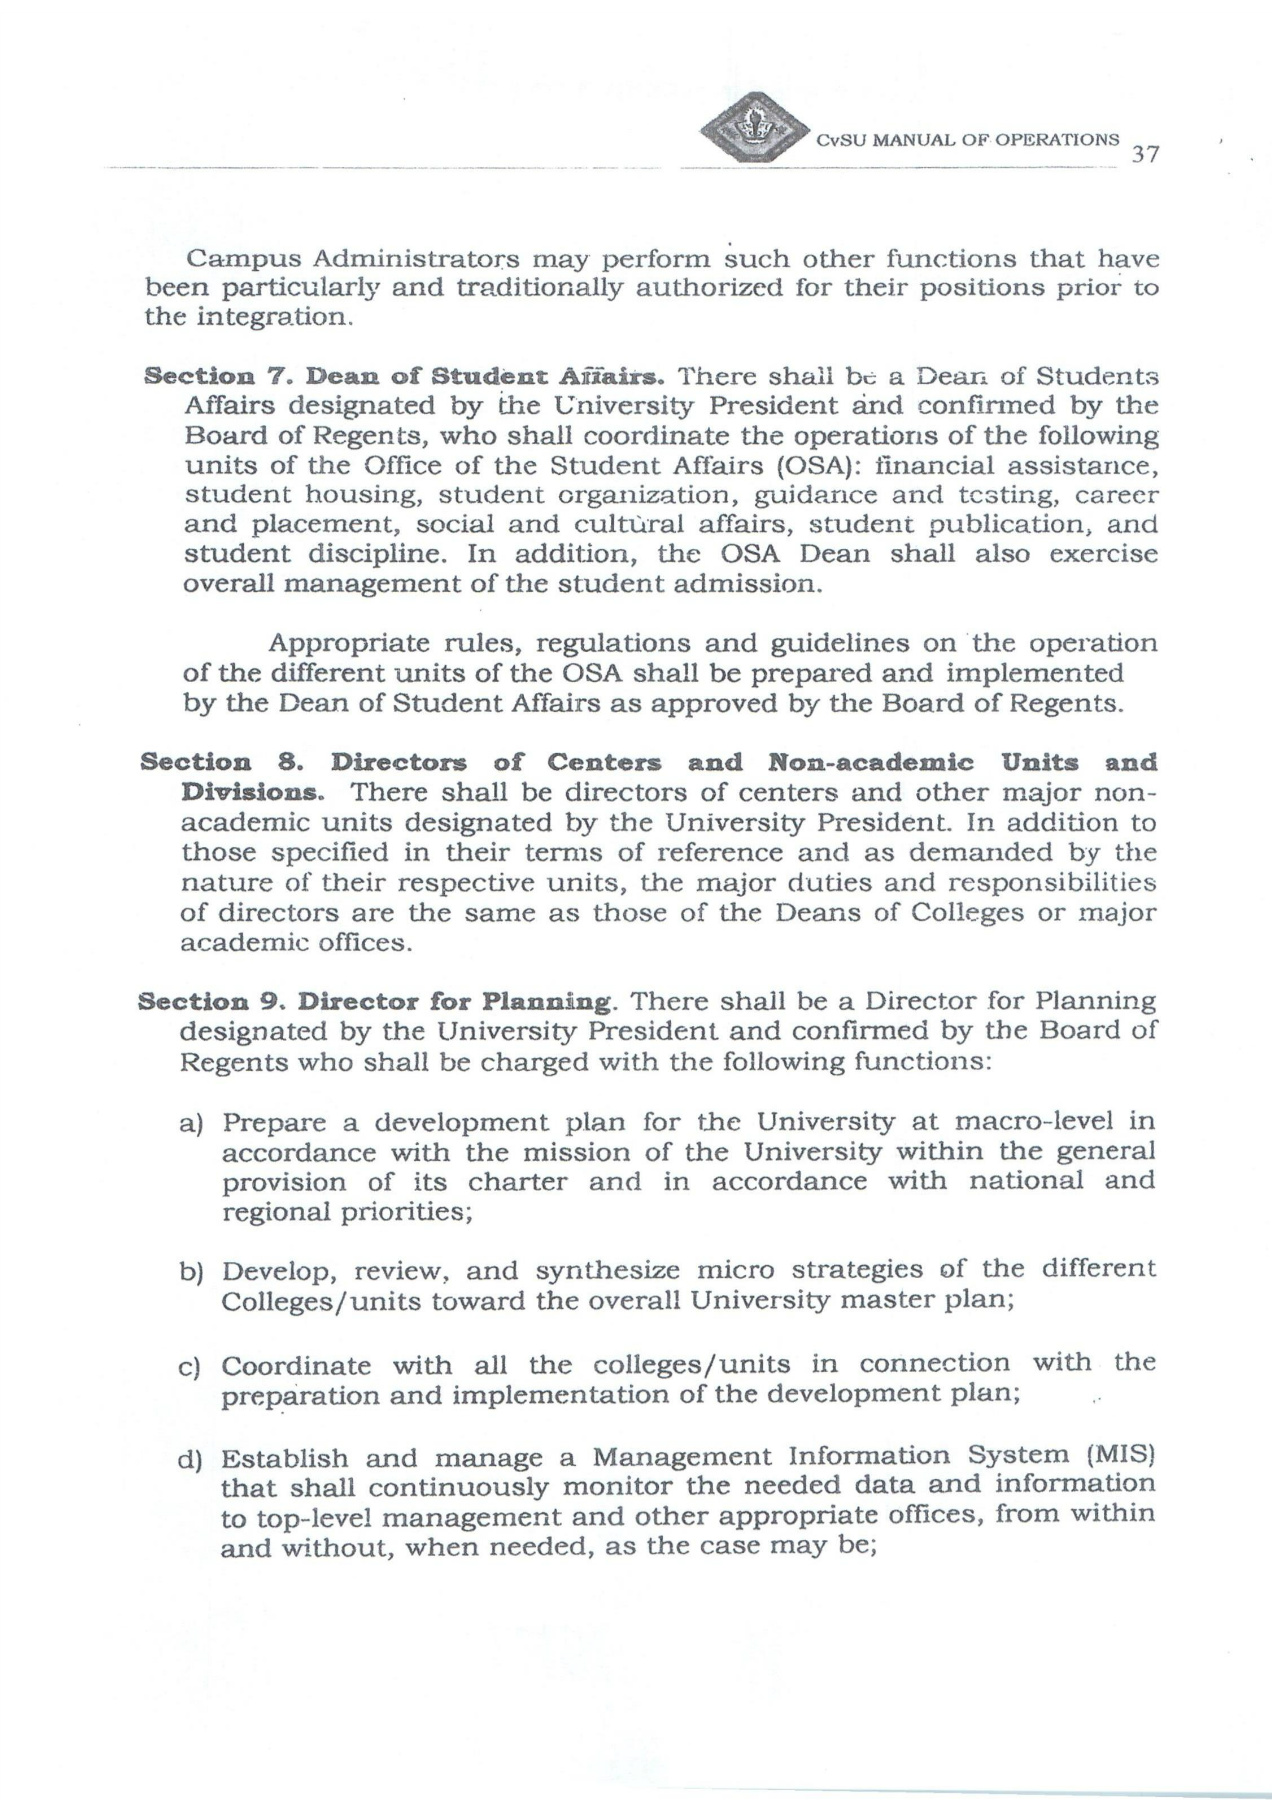 CvSU MANUAL OF OPERATIONS
37
Campus Administrators may perform such other functions that have
been particularly and traditionally authorized for their positions prior to
the integration.
Section 7. Dean of Student Affairs. There shall be a Dean of Students
Affairs designated by the University President and confirmed by the
Board of Regents, who shall coordinate the operations of the following
units of the Office of the Student Affairs (OSA): financial assistance,
student housing, student organization, guidance and testing, career
and placement, social and cultural affairs, student publication, and
student discipline. In addition, the OSA Dean shall also exercise
overall management of the student admission.
Appropriate rules, regulations and guidelines on the operation
of the different units of the OSA shall be prepared and implemented
by the Dean of Student Affairs as approved by the Board of Regents.
Section 8. Directors of Centers and Non-academic Units and
Divisions. There shall be directors of centers and other major non-
academic units designated by the University President. In addition to
those specified in their terms of reference and as demanded by the
nature of their respective units, the major duties and responsibilities
of directors are the same as those of the Deans of Colleges or major
academic offices.
Section 9. Director for Planning. There shall be a Director for Planning
designated by the University President and confirmed by the Board of
Regents who shall be charged with the following functions:
a) Prepare a development plan for the University at macro-level in
accordance with the mission of the University within the general
provision of its charter and in accordance with national and
regional priorities;
b) Develop, review, and synthesize micro strategies of the different
Colleges/units toward the overall University master plan;
c) Coordinate with all the colleges/units in connection with the
preparation and implementation of the development plan;
d) Establish and manage a Management Information System (MIS)
that shall continuously monitor the needed data and information
to top-level management and other appropriate offices, from within
and without, when needed, as the case may be;